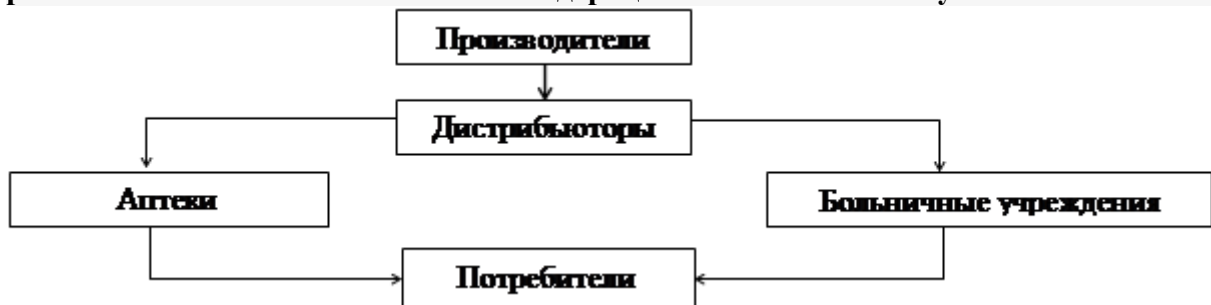 Производители
Дистрибьюторы
Аптеки
Больничные учреждения
Потребители